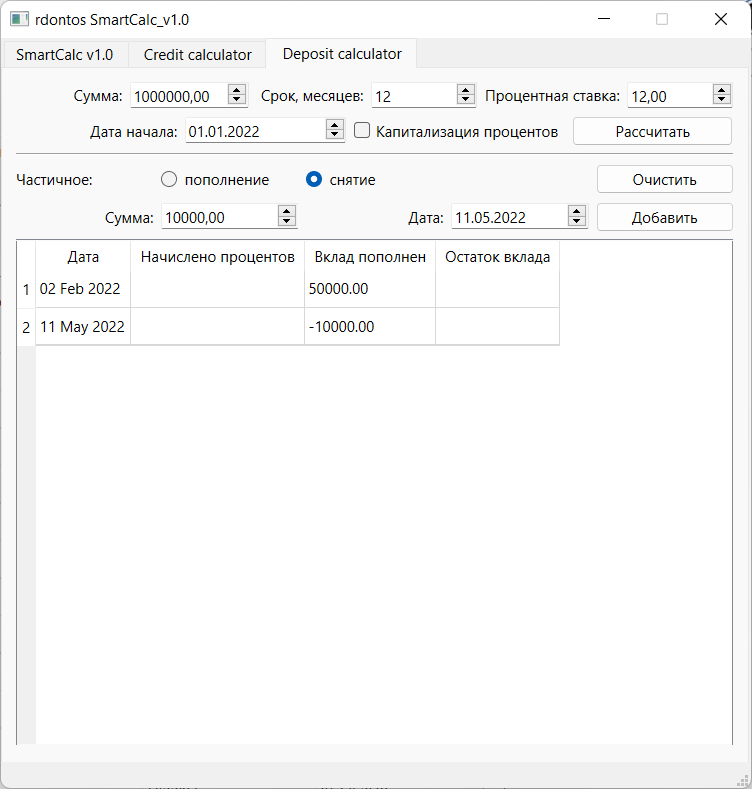 rdontos SmartCalc_v1.0
SmartCalc v1.0 Credit calculator Deposit calculator
Сумма: 1000000,00 Срок, месяцев: 12 Процентная ставка: 12,00
Дата начала: 01.01.2022 Капитализация процентов Рассчитать
Частичное: пополнение снятие Очистить
Сумма: 10000,00 Дата: 11.05.2022 Добавить
Дата Начислено процентов Вклад пополнен Остаток вклада
1 02 Feb 2022 50000.00
2 11 May 2022 -10000.00